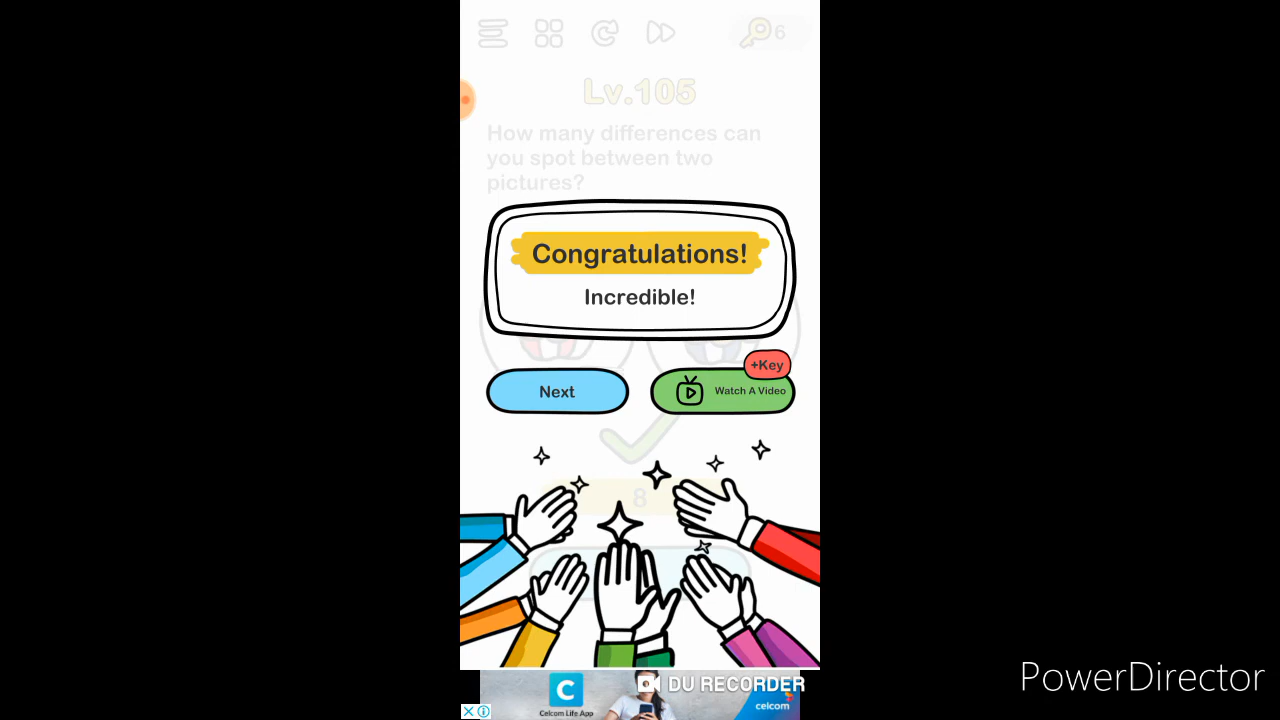 6
Lv.105
How many differences can
you spot between two
pictures?
Congratulations!
Incredible!
+Key
Next
Watch A Video
8
C
Celcom Life App
DU RECORDER
celcom
PowerDirector